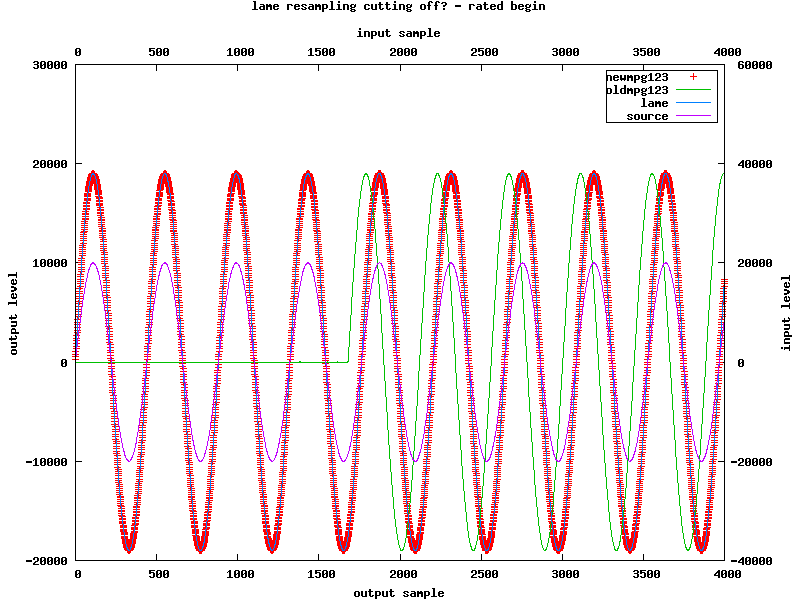 lame resampling cutting off? - rated begin
input sample
0 500 1000 1500 2000 2500 3000 3500 4000
30000
20000
10000
0
-10000
-20000
output level
60000
40000
20000
0
-20000
-40000
input level
newmpg123
oldmpg123
lame
source
0 500 1000 1500 2000 2500 3000 3500 4000
output sample